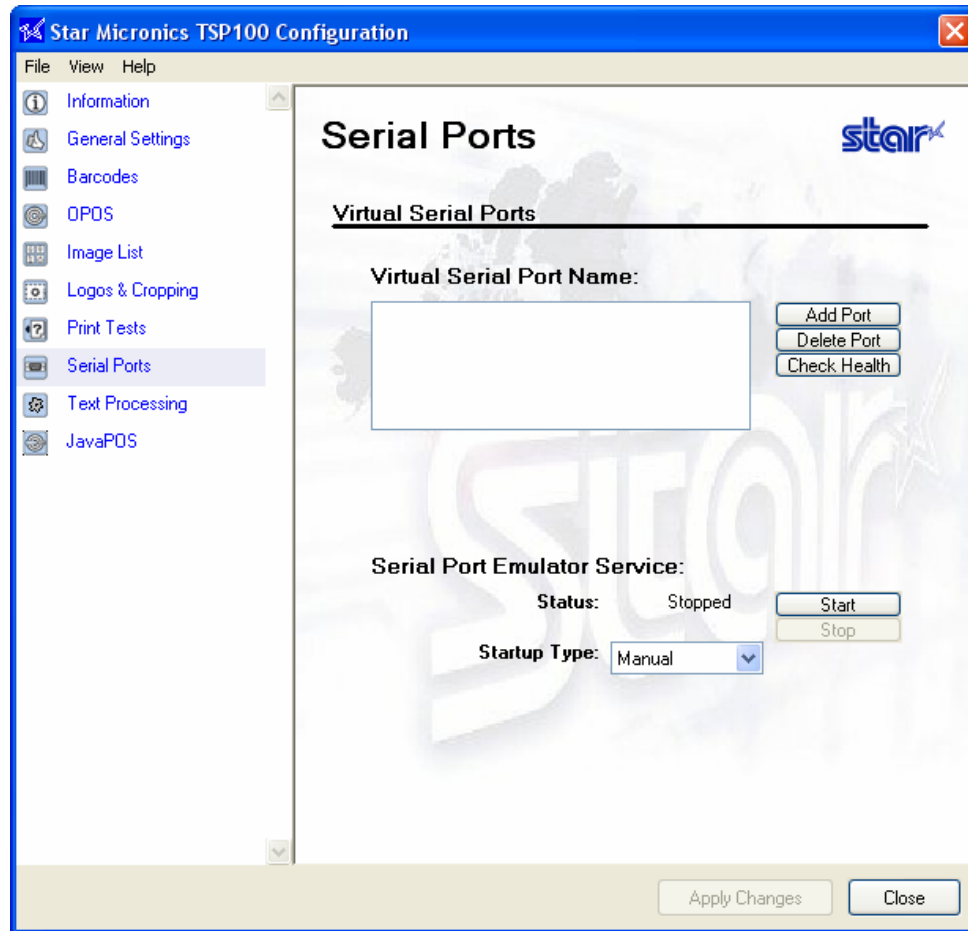 Star Micronics TSP100 Configuration
File View Help
Information
General Settings
Barcodes
OPOS
Image List
Logos & Cropping
Print Tests
Serial Ports
Text Processing
JavaPOS
Serial Ports
star
Virtual Serial Ports
Virtual Serial Port Name:
Add Port
Delete Port
Check Health
star
Serial Port Emulator Service:
Status: Stopped
Start
Stop
Startup Type: Manual
Apply Changes
Close